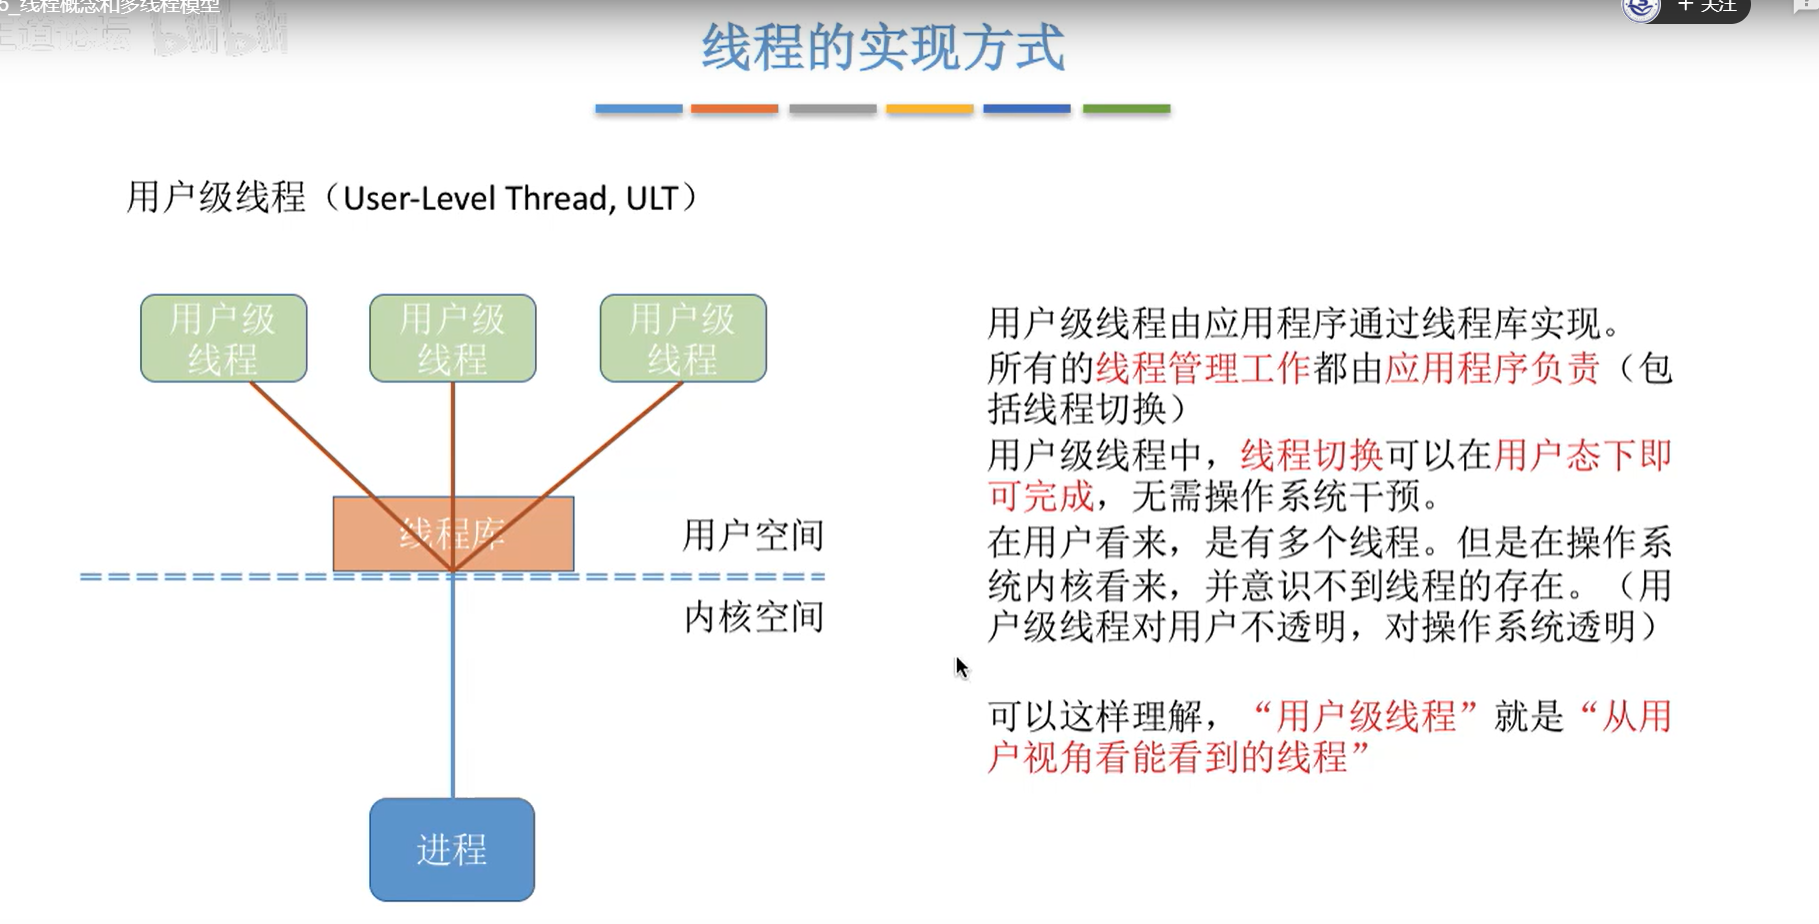 5_线程概念和多线程模型
+ 关注
王道论坛 bilibili
线程的实现方式
用户级线程（User-Level Thread, ULT）
用户级
线程
用户级
线程
用户级
线程
线程库
用户空间
内核空间
进程
用户级线程由应用程序通过线程库实现。
所有的线程管理工作都由应用程序负责（包
括线程切换）
用户级线程中，线程切换可以在用户态下即
可完成，无需操作系统干预。
在用户看来，是有多个线程。但是在操作系
统内核看来，并意识不到线程的存在。（用
户级线程对用户不透明，对操作系统透明）
可以这样理解，“用户级线程”就是“从用
户视角看能看到的线程”